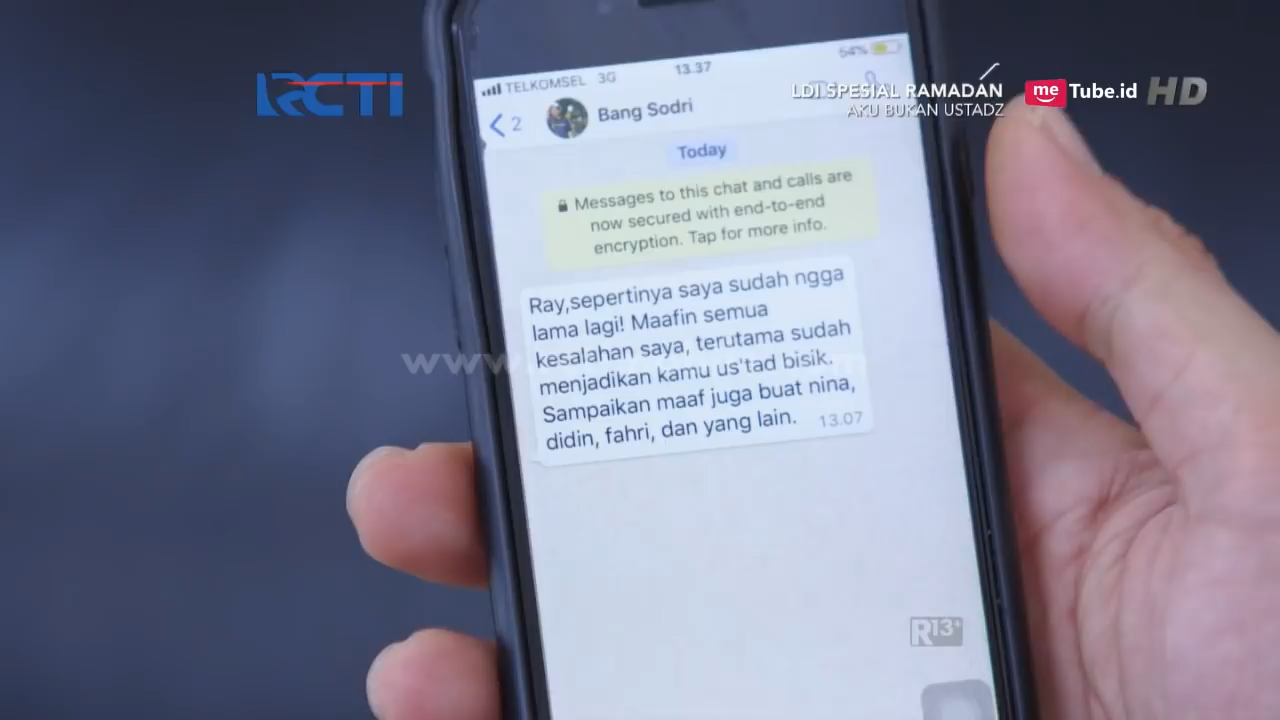 RCTI
LDI SPESIAL RAMADAN
AKU BUKAN USTADZ
me Tube.id HD
TELKOMSEL 3G 13.37 54%
2 Bang Sodri
Today
Messages to this chat and calls are
now secured with end-to-end
encryption. Tap for more info.
Ray,sepertinya saya sudah ngga
lama lagi! Maafin semua
kesalahan saya, terutama sudah
menjadikan kamu us'tad bisik.
Sampaikan maaf juga buat nina,
didin, fahri, dan yang lain. 13.07
R13+